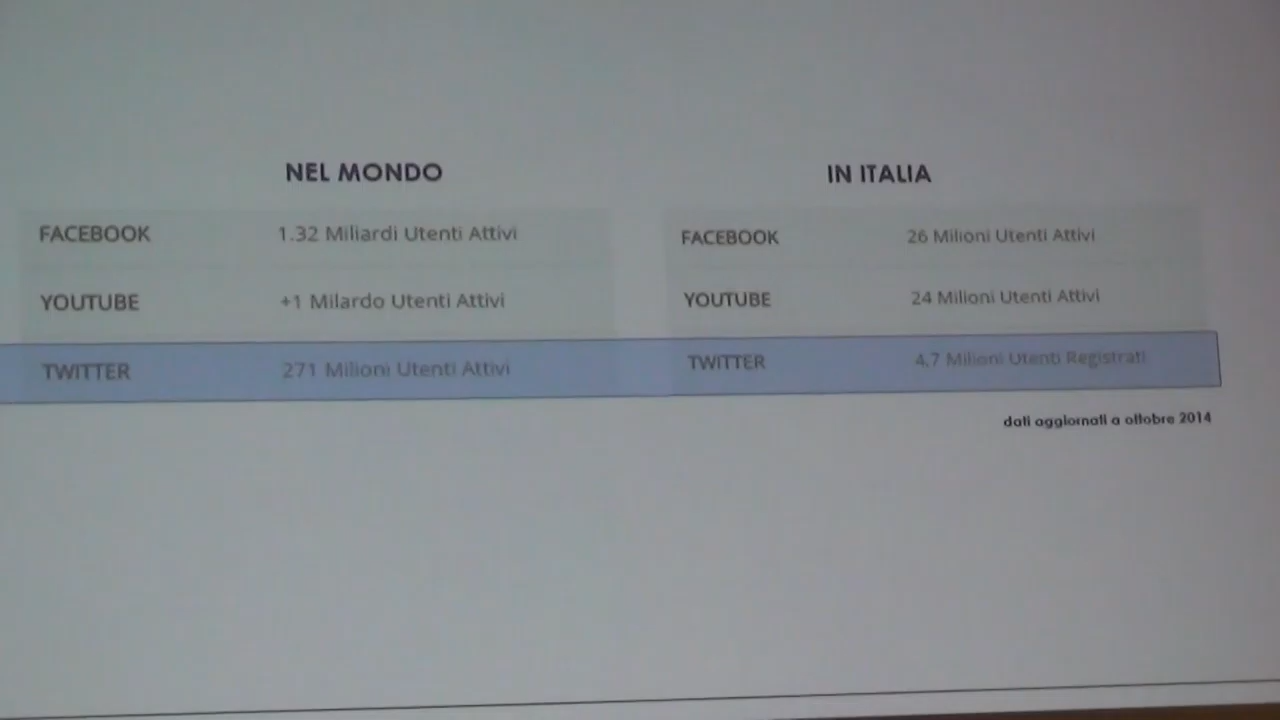 NEL MONDO
FACEBOOK 1.32 Miliardi Utenti Attivi
YOUTUBE +1 Milardo Utenti Attivi
TWITTER 271 Milioni Utenti Attivi
IN ITALIA
FACEBOOK 26 Milioni Utenti Attivi
YOUTUBE 24 Milioni Utenti Attivi
TWITTER 4,7 Milioni Utenti Registrati
dati aggiornati a ottobre 2014